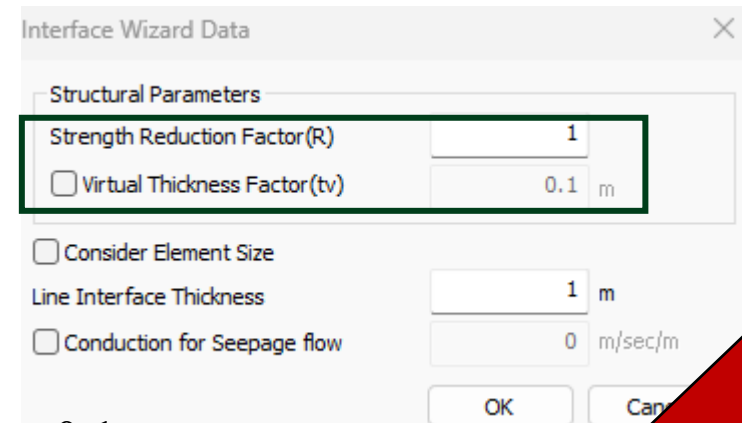 Interface Wizard Data
Structural Parameters
Strength Reduction Factor(R) 1
Virtual Thickness Factor(tv) 0.1 m
Consider Element Size
Line Interface Thickness 1 m
Conduction for Seepage flow 0 m/sec/m
OK